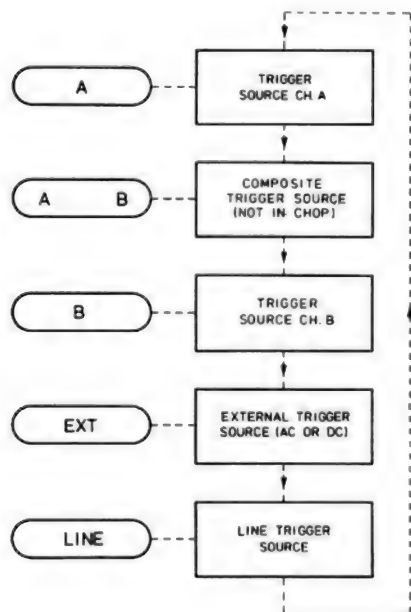 A
TRIGGER
SOURCE CH. A
A B
COMPOSITE
TRIGGER SOURCE
(NOT IN CHOP)
B
TRIGGER
SOURCE CH. B
EXT
EXTERNAL TRIGGER
SOURCE (AC OR DC)
LINE
LINE TRIGGER
SOURCE